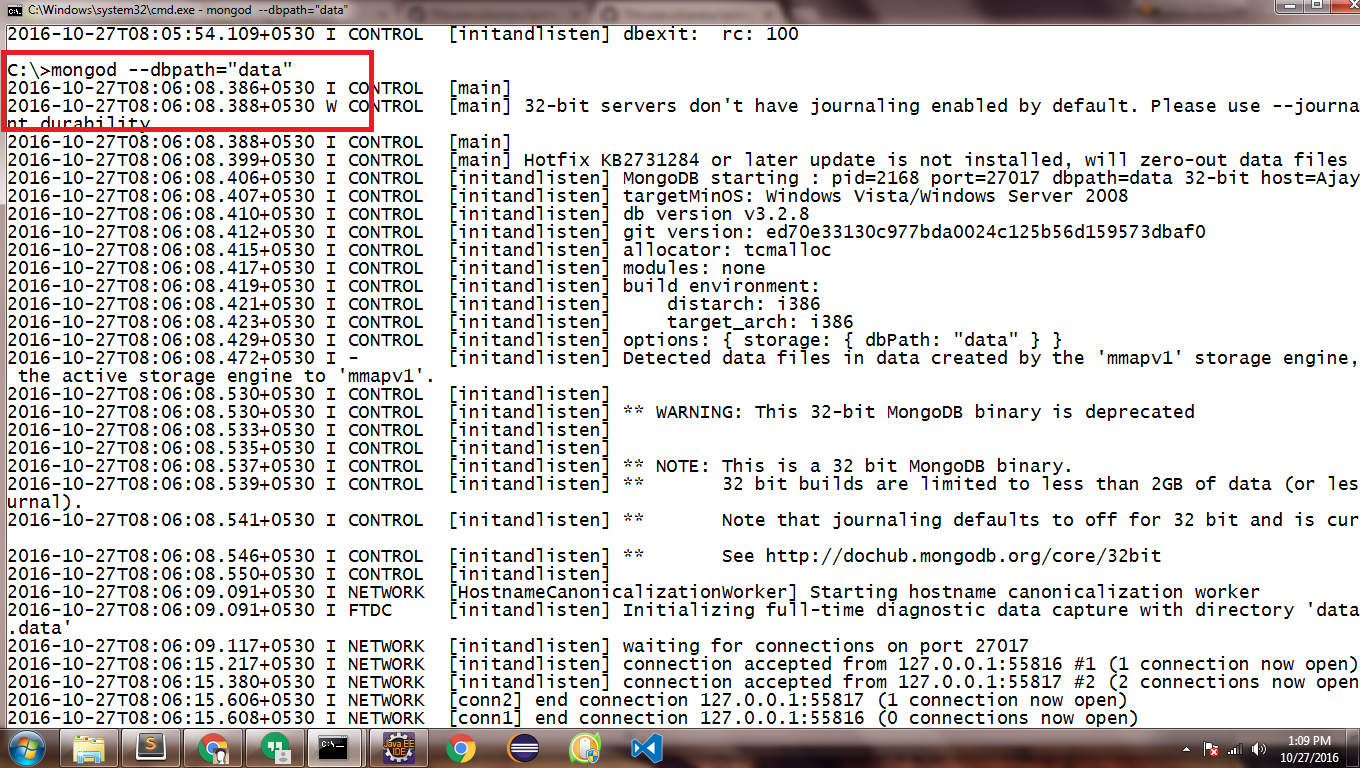 C:\Windows\system32\cmd.exe - mongod --dbpath="data"
2016-10-27T08:05:54.109+0530 I CONTROL [initandlisten] dbexit: rc: 100
C:\>mongod --dbpath="data"
2016-10-27T08:06:08.386+0530 I CONTROL [main]
2016-10-27T08:06:08.388+0530 W CONTROL [main] 32-bit servers don't have journaling enabled by default. Please use --journa
nt durability
2016-10-27T08:06:08.388+0530 I CONTROL [main]
2016-10-27T08:06:08.399+0530 I CONTROL [main] Hotfix KB2731284 or later update is not installed, will zero-out data files
2016-10-27T08:06:08.406+0530 I CONTROL [initandlisten] MongoDB starting : pid=2168 port=27017 dbpath=data 32-bit host=Ajay
2016-10-27T08:06:08.407+0530 I CONTROL [initandlisten] targetMinOS: Windows Vista/Windows Server 2008
2016-10-27T08:06:08.410+0530 I CONTROL [initandlisten] db version v3.2.8
2016-10-27T08:06:08.412+0530 I CONTROL [initandlisten] git version: ed70e33130c977bda0024c125b56d159573dbaf0
2016-10-27T08:06:08.415+0530 I CONTROL [initandlisten] allocator: tcmalloc
2016-10-27T08:06:08.417+0530 I CONTROL [initandlisten] modules: none
2016-10-27T08:06:08.419+0530 I CONTROL [initandlisten] build environment:
2016-10-27T08:06:08.421+0530 I CONTROL [initandlisten] distarch: i386
2016-10-27T08:06:08.423+0530 I CONTROL [initandlisten] target_arch: i386
2016-10-27T08:06:08.429+0530 I CONTROL [initandlisten] options: { storage: { dbPath: "data" } }
2016-10-27T08:06:08.472+0530 I - [initandlisten] Detected data files in data created by the 'mmapv1' storage engine,
the active storage engine to 'mmapv1'.
2016-10-27T08:06:08.530+0530 I CONTROL [initandlisten]
2016-10-27T08:06:08.530+0530 I CONTROL [initandlisten] ** WARNING: This 32-bit MongoDB binary is deprecated
2016-10-27T08:06:08.533+0530 I CONTROL [initandlisten]
2016-10-27T08:06:08.535+0530 I CONTROL [initandlisten]
2016-10-27T08:06:08.537+0530 I CONTROL [initandlisten] ** NOTE: This is a 32 bit MongoDB binary.
2016-10-27T08:06:08.539+0530 I CONTROL [initandlisten] ** 32 bit builds are limited to less than 2GB of data (or les
urnal).
2016-10-27T08:06:08.541+0530 I CONTROL [initandlisten] ** Note that journaling defaults to off for 32 bit and is cur
2016-10-27T08:06:08.546+0530 I CONTROL [initandlisten] ** See http://dochub.mongodb.org/core/32bit
2016-10-27T08:06:08.550+0530 I CONTROL [initandlisten]
2016-10-27T08:06:09.091+0530 I NETWORK [HostnameCanonicalizationWorker] Starting hostname canonicalization worker
2016-10-27T08:06:09.091+0530 I FTDC [initandlisten] Initializing full-time diagnostic data capture with directory 'data
.data'
2016-10-27T08:06:09.117+0530 I NETWORK [initandlisten] waiting for connections on port 27017
2016-10-27T08:06:15.217+0530 I NETWORK [initandlisten] connection accepted from 127.0.0.1:55816 #1 (1 connection now open)
2016-10-27T08:06:15.380+0530 I NETWORK [initandlisten] connection accepted from 127.0.0.1:55817 #2 (2 connections now open
2016-10-27T08:06:15.606+0530 I NETWORK [conn2] end connection 127.0.0.1:55817 (1 connection now open)
2016-10-27T08:06:15.608+0530 I NETWORK [conn1] end connection 127.0.0.1:55816 (0 connections now open)
Java EE
IDE
1:09 PM
10/27/2016